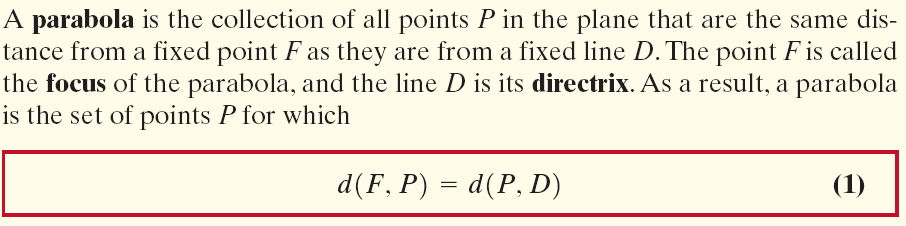 A parabola is the collection of all points P in the plane that are the same dis-
tance from a fixed point F as they are from a fixed line D. The point F is called
the focus of the parabola, and the line D is its directrix. As a result, a parabola
is the set of points P for which
d(F, P) = d(P, D) (1)